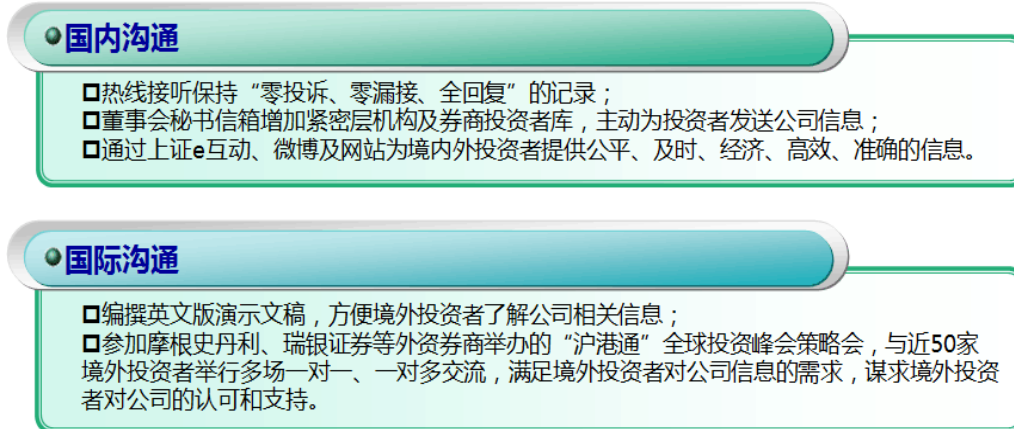 国内沟通
热线接听保持“零投诉、零漏接、全回复”的记录；
董事会秘书信箱增加紧密层机构及券商投资者库，主动为投资者发送公司信息；
通过上证e互动、微博及网站为境内外投资者提供公平、及时、经济、高效、准确的信息。
国际沟通
编撰英文版演示文稿，方便境外投资者了解公司相关信息；
参加摩根史丹利、瑞银证券等外资券商举办的“沪港通”全球投资峰会策略会，与近50家
境外投资者举行多场一对一、一对多交流，满足境外投资者对公司信息的需求，谋求境外投资
者对公司的认可和支持。